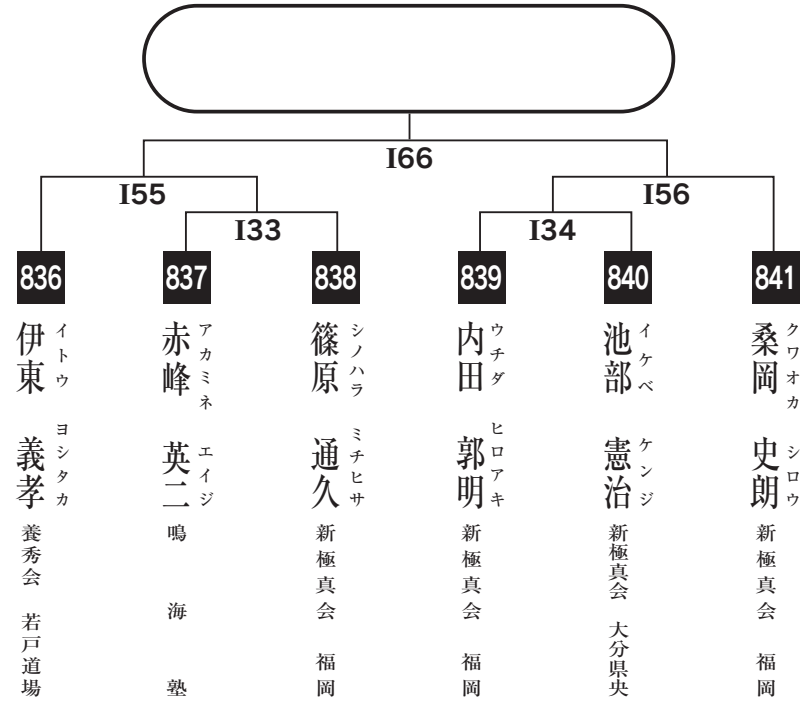 I66
I55
I56
I33
I34
836
837
838
839
840
841
伊東 義孝
イトウ ヨシタカ
養秀会 若戸道場
赤峰 英二
アカミネ エイジ
鳴海塾
篠原 通久
シノハラ ミチヒサ
新極真会 福岡
内田 郭明
ウチダ ヒロアキ
新極真会 福岡
池部 憲治
イケベ ケンジ
新極真会 大分県央
桑岡 史朗
クワオカ シロウ
新極真会 福岡